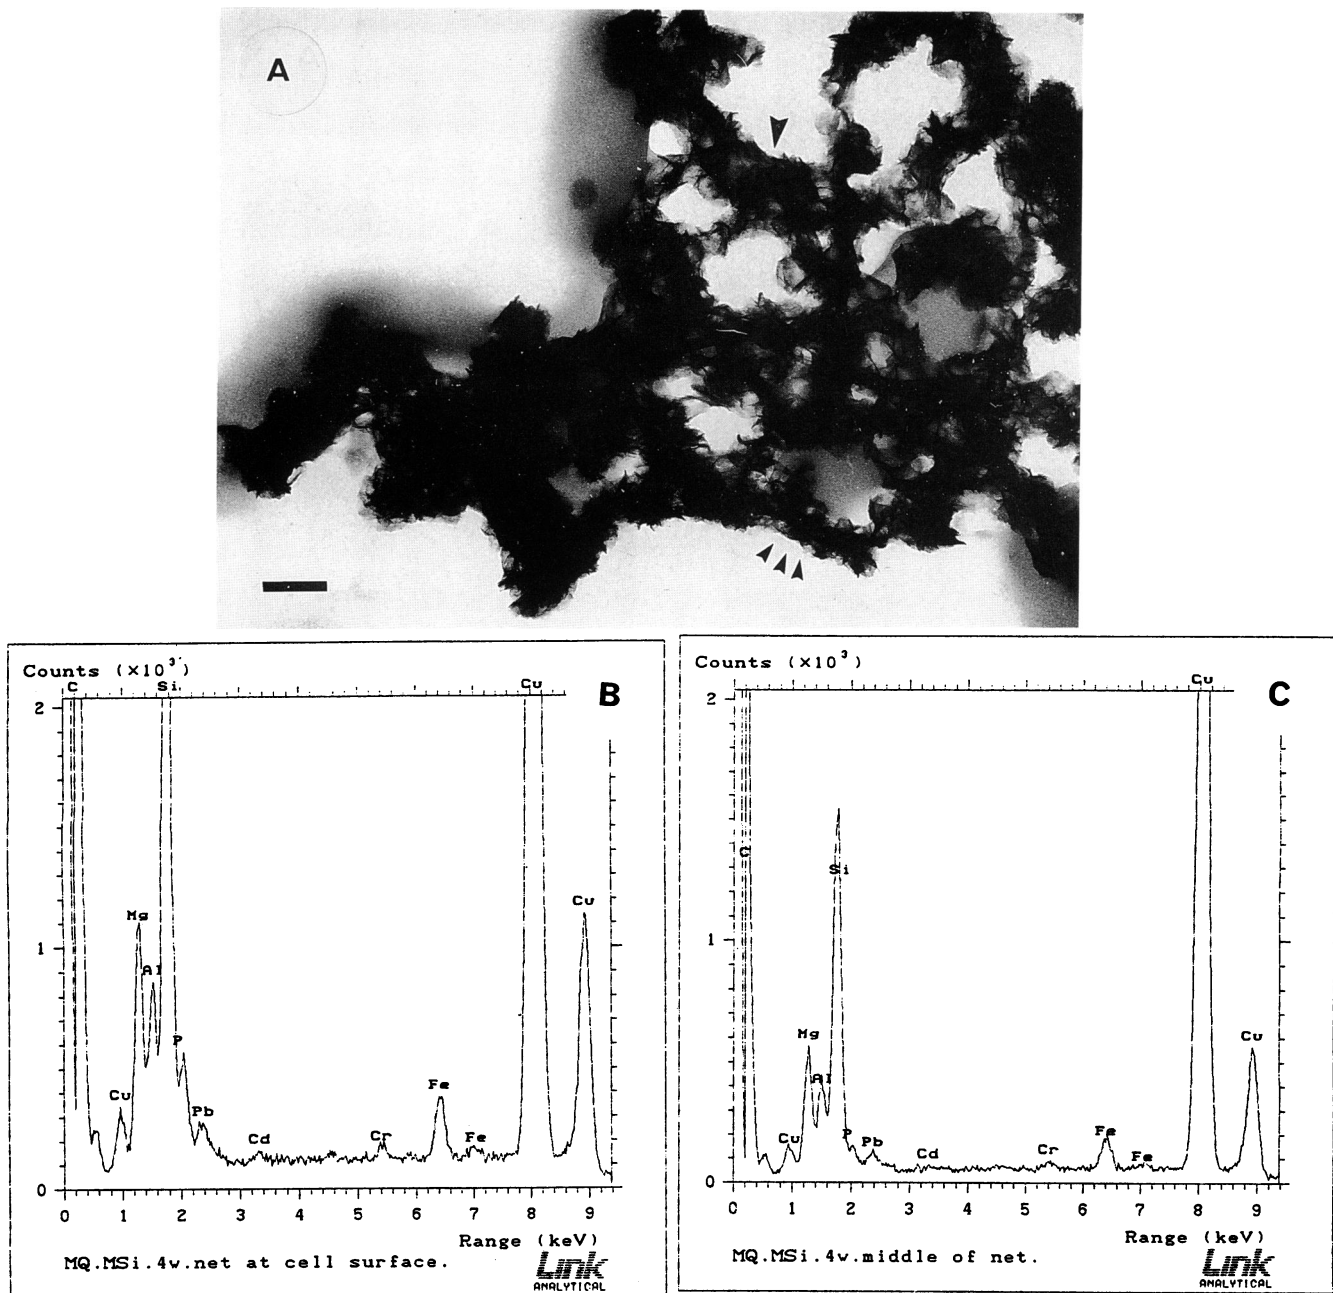 A
Counts (×10³)
C
Si
Cu
B
2
Mg
Al
1
P
Cu
Cu
Pb
Cd
Cr
Fe
Fe
0
0 1 2 3 4 5 6 7 8 9
Range (keV)
MQ.MSi.4w.net at cell surface.
Link
ANALYTICAL
Counts (×10³)
Cu
C
2
C
Si
1
Mg
Al
Cu
Cu
P
Pb
Cd
Cr
Fe
Fe
0
0 1 2 3 4 5 6 7 8 9
Range (keV)
MQ.MSi.4w.middle of net.
Link
ANALYTICAL